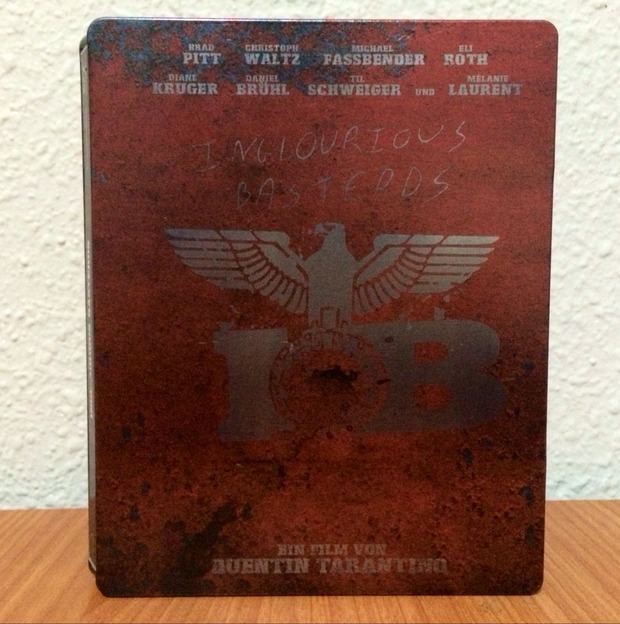 BRAD PITT CHRISTOPH WALTZ MICHAEL FASSBENDER ELI ROTH
DIANE KRUGER DANIEL BRÜHL TIL SCHWEIGER UND MÉLANIE LAURENT
INGLOURIOUS
BASTERDS
I B
EIN FILM VON
QUENTIN TARANTINO